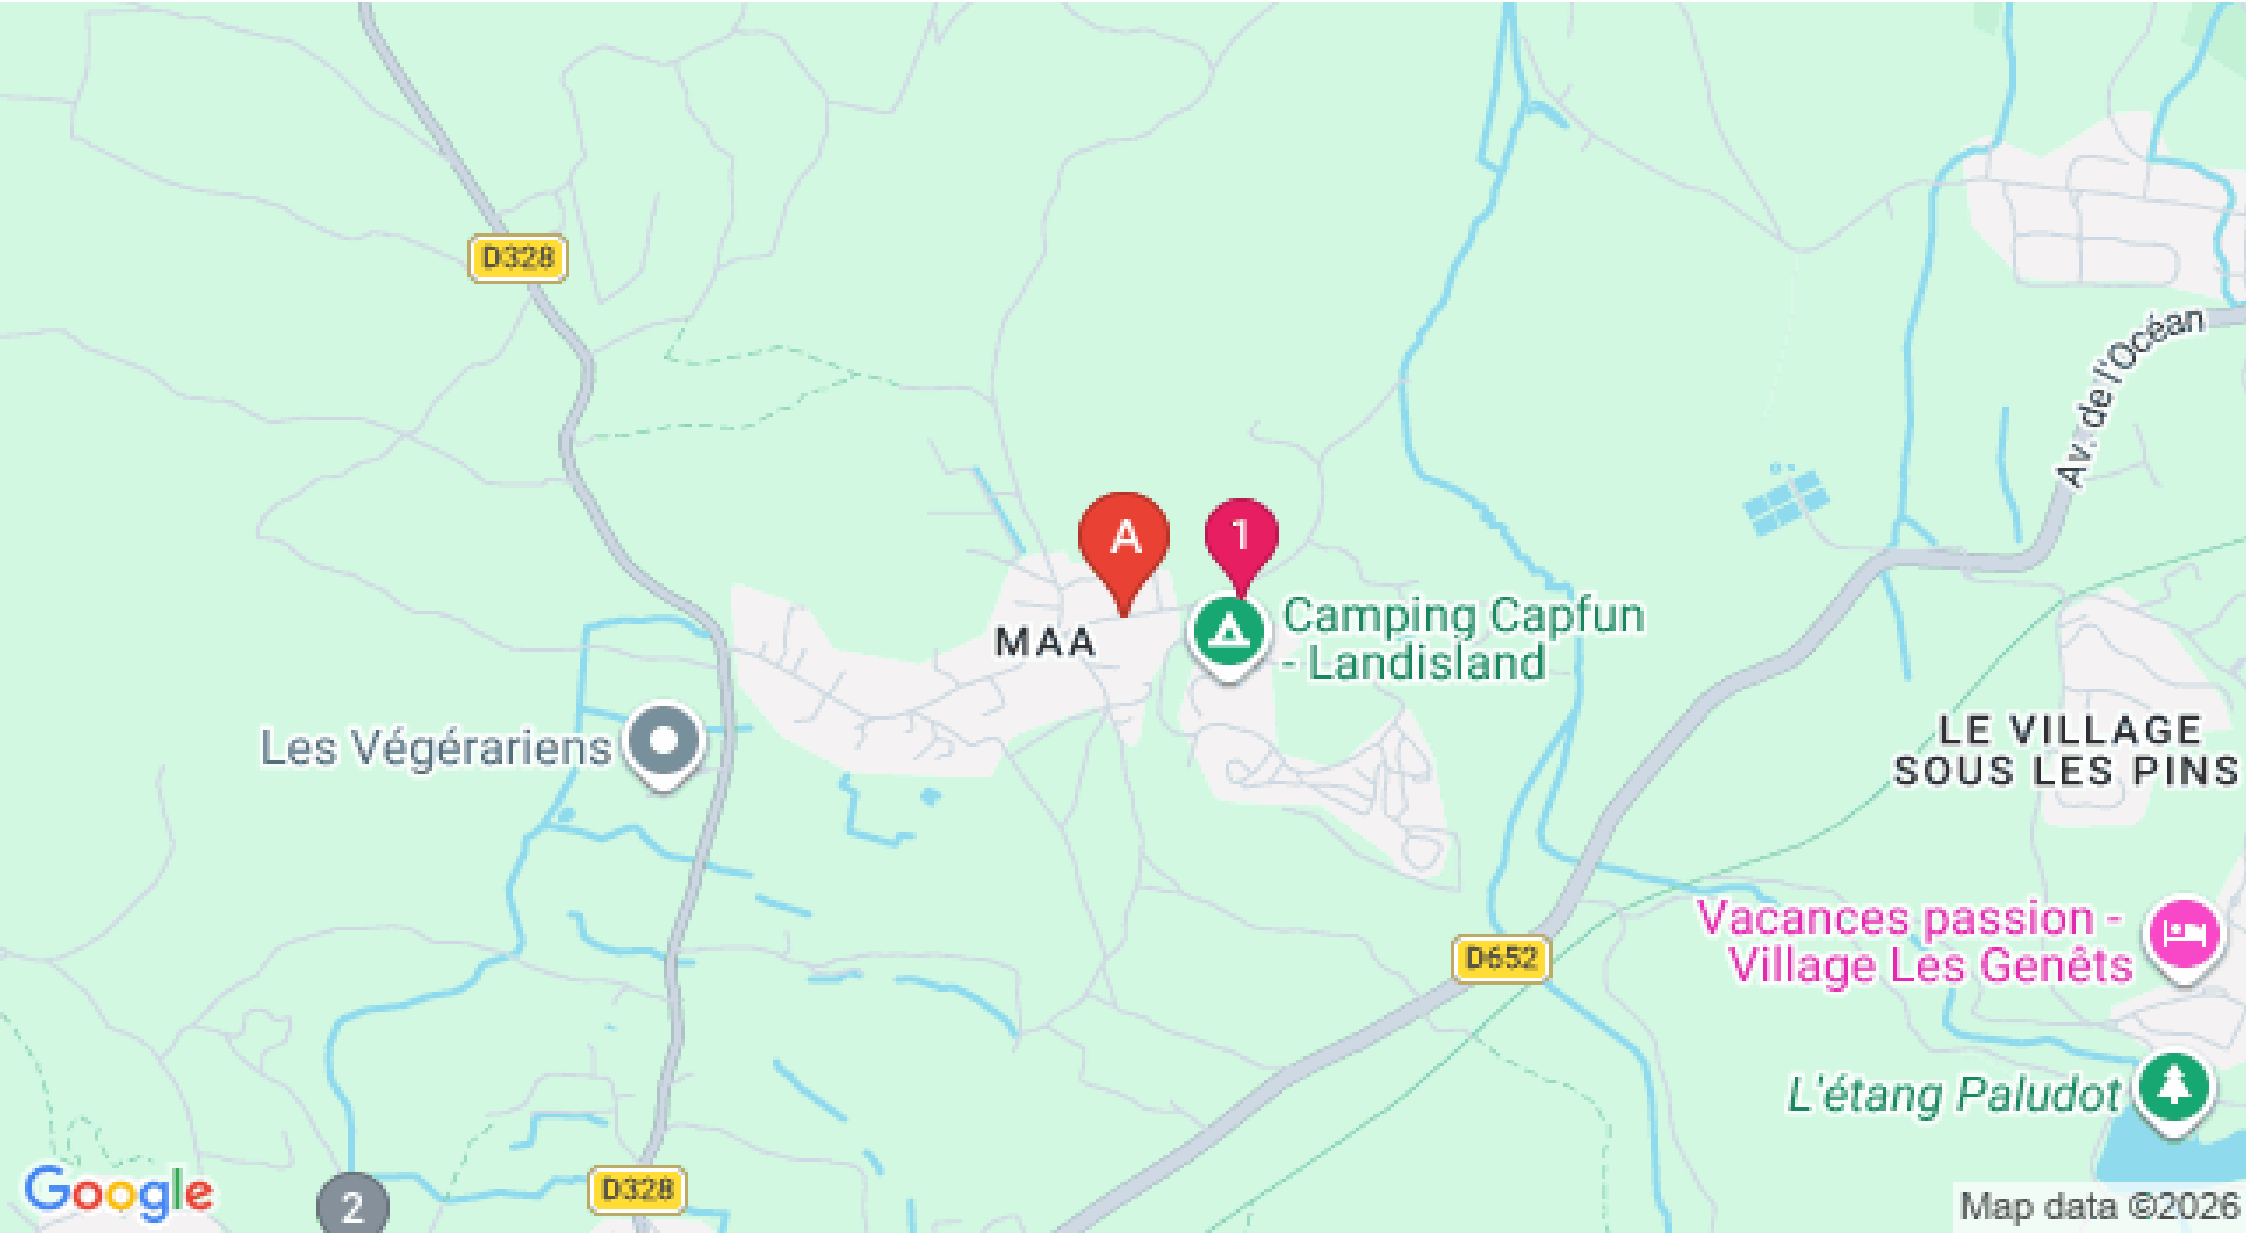 D328
Av. de l'Océan
A
1
Camping Capfun
- Landisland
MAA
Les Végérariens
LE VILLAGE
SOUS LES PINS
Vacances passion -
Village Les Genêts
D652
L'étang Paludot
Google
2
D328
Map data ©2026